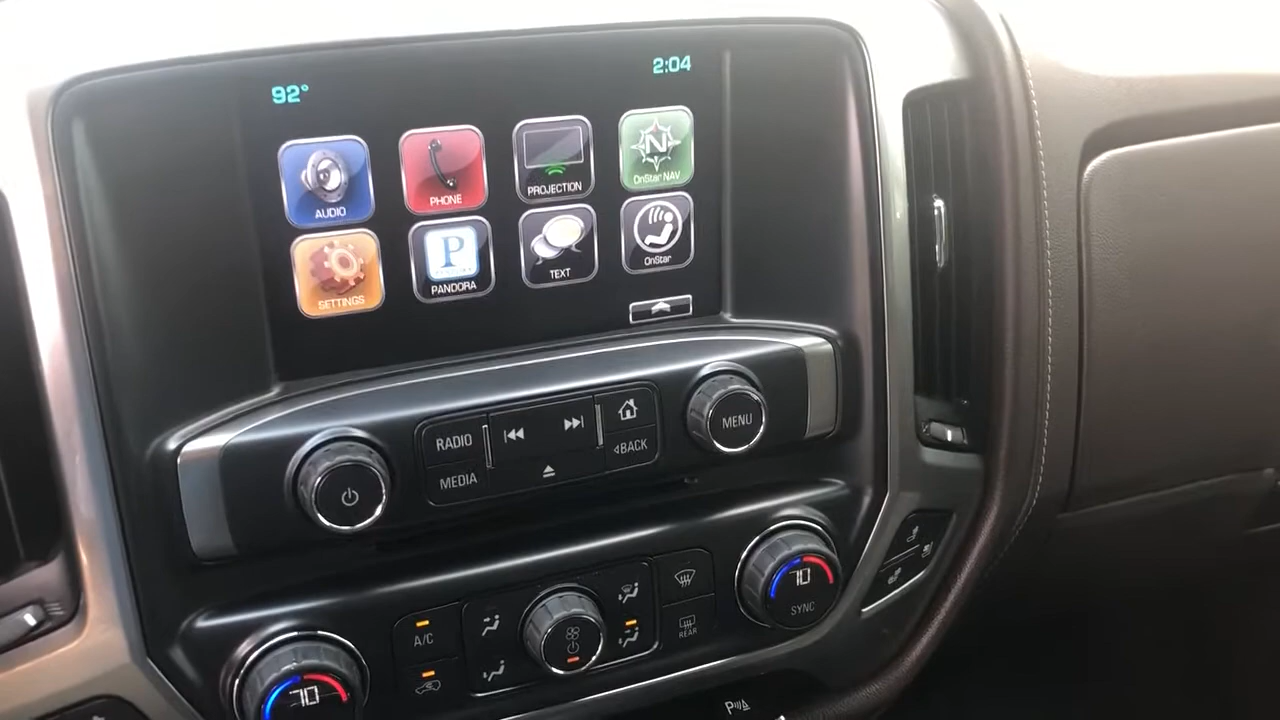 92°
2:04
AUDIO
PHONE
PROJECTION
N
OnStar NAV
SETTINGS
P
PANDORA
TEXT
OnStar
RADIO
MEDIA
BACK
MENU
A/C
REAR
70
SYNC
70